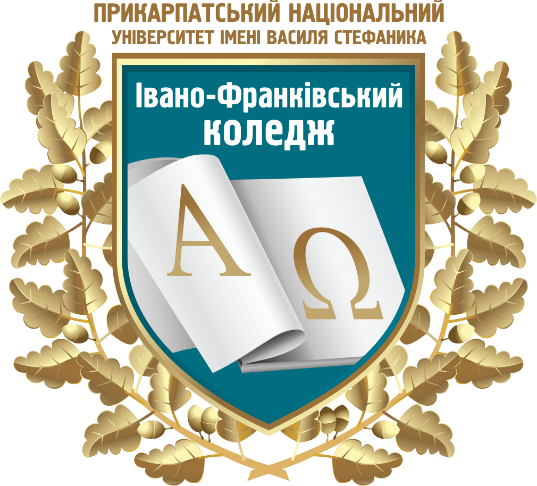 ПРИКАРПАТСЬКИЙ НАЦІОНАЛЬНИЙ
УНІВЕРСИТЕТ ІМЕНІ ВАСИЛЯ СТЕФАНИКА
Івано-Франківський
коледж
Α Ω